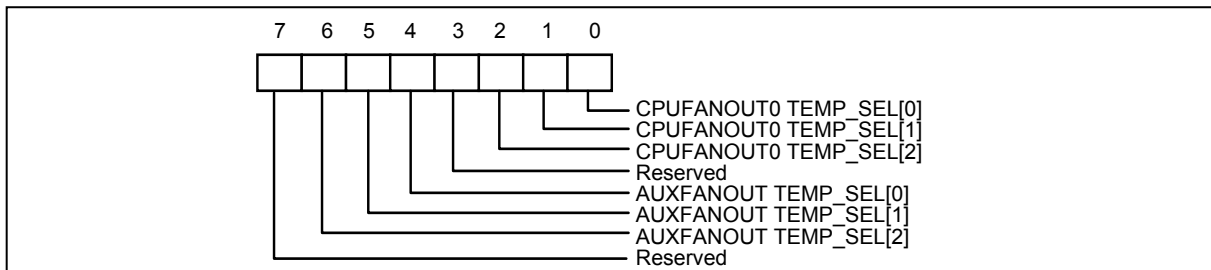 7 6 5 4 3 2 1 0
CPUFANOUT0 TEMP_SEL[0]
CPUFANOUT0 TEMP_SEL[1]
CPUFANOUT0 TEMP_SEL[2]
Reserved
AUXFANOUT TEMP_SEL[0]
AUXFANOUT TEMP_SEL[1]
AUXFANOUT TEMP_SEL[2]
Reserved